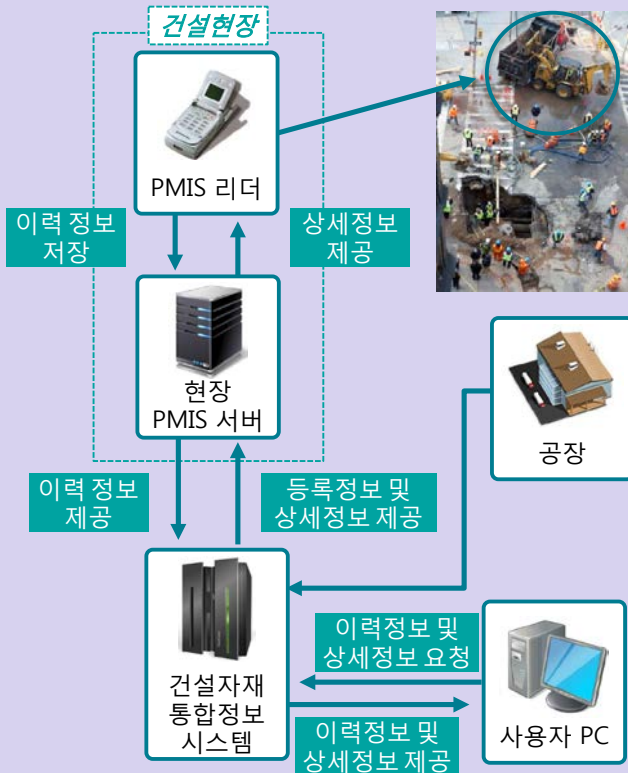 건설현장
PMIS 리더
이력 정보
저장
상세정보
제공
현장
PMIS 서버
공장
이력 정보
제공
등록정보 및
상세정보 제공
이력정보 및
상세정보 요청
건설자재
통합정보
시스템
사용자 PC
이력정보 및
상세정보 제공